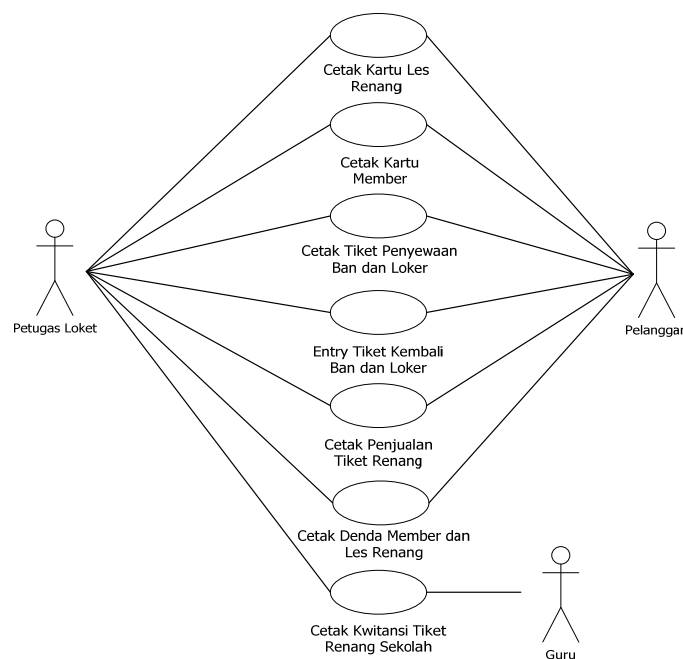 Cetak Kartu Les
Renang
Cetak Kartu
Member
Cetak Tiket Penyewaan
Ban dan Loker
Petugas Loket
Pelanggan
Entry Tiket Kembali
Ban dan Loker
Cetak Penjualan
Tiket Renang
Cetak Denda Member dan
Les Renang
Cetak Kwitansi Tiket
Renang Sekolah
Guru